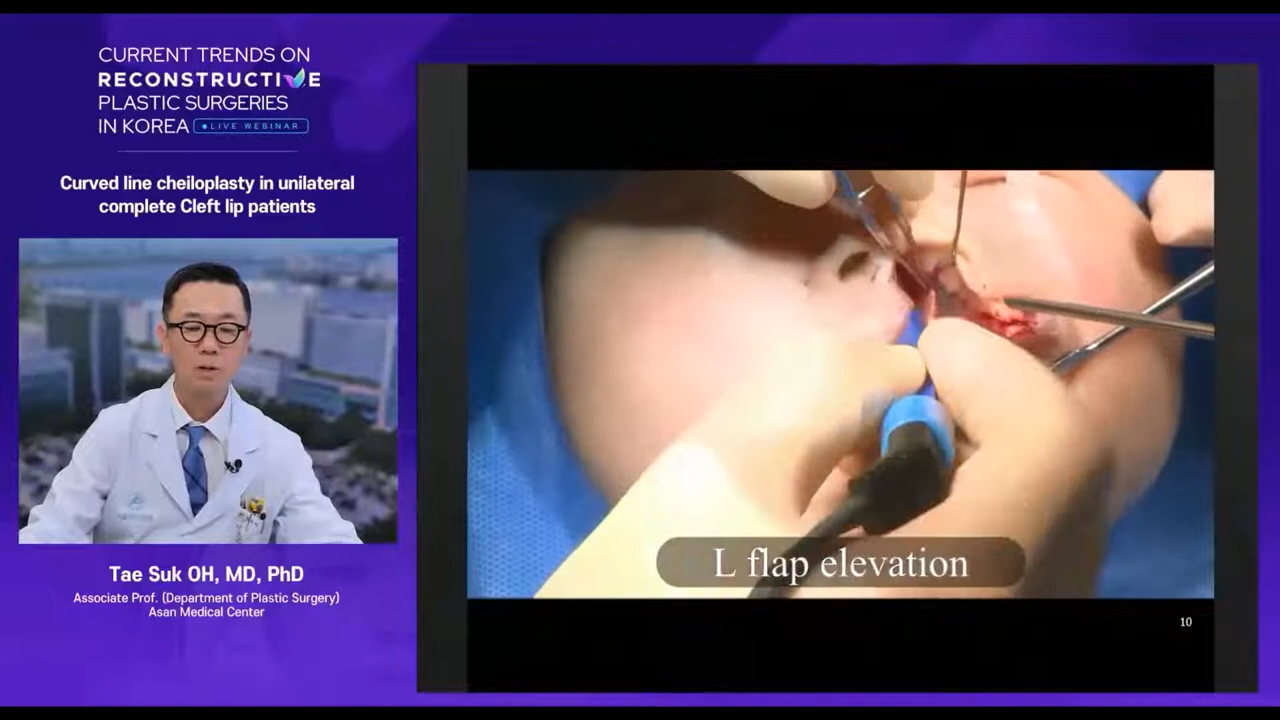 CURRENT TRENDS ON
RECONSTRUCTIVE
PLASTIC SURGERIES
IN KOREA LIVE WEBINAR
Curved line cheiloplasty in unilateral
complete Cleft lip patients
Tae Suk OH, MD, PhD
Associate Prof. (Department of Plastic Surgery)
Asan Medical Center
L flap elevation
10